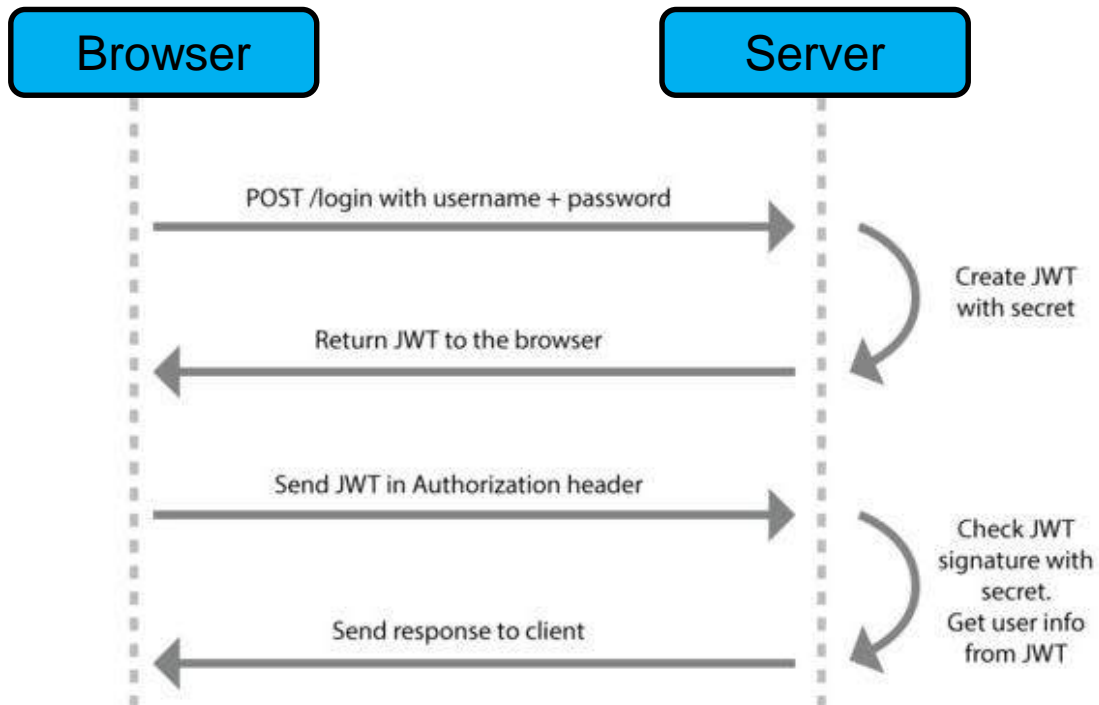 Browser
Server
POST /login with username + password
Create JWT
with secret
Return JWT to the browser
Send JWT in Authorization header
Check JWT
signature with
secret.
Get user info
from JWT
Send response to client